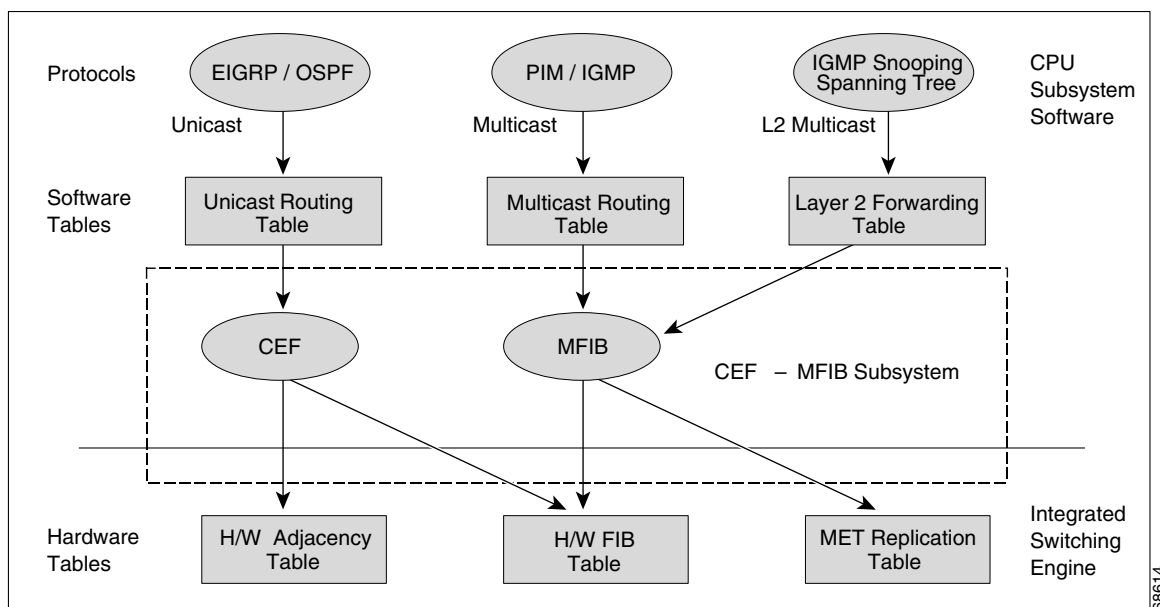 Protocols
EIGRP / OSPF
PIM / IGMP
IGMP Snooping
Spanning Tree
CPU
Subsystem
Software
Unicast
Multicast
L2 Multicast
Software
Tables
Unicast Routing
Table
Multicast Routing
Table
Layer 2 Forwarding
Table
CEF
MFIB
CEF – MFIB Subsystem
Hardware
Tables
H/W Adjacency
Table
H/W FIB
Table
MET Replication
Table
Integrated
Switching
Engine
68614